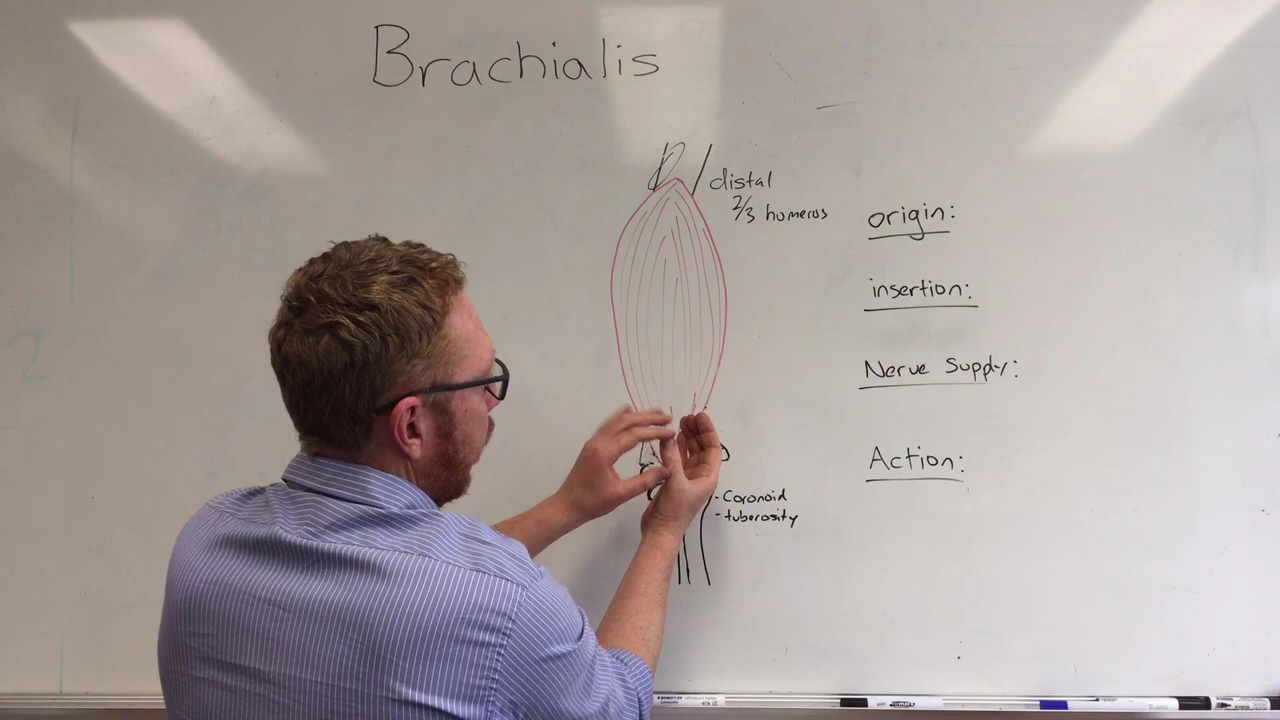 Brachialis
distal
2/3 humerus
origin:
insertion:
Nerve Supply:
Action:
- Coronoid
- tuberosity